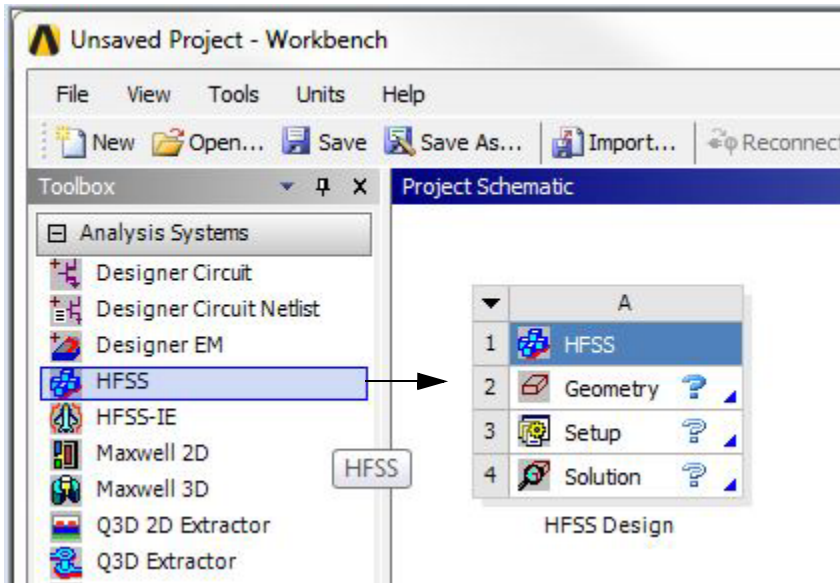 Unsaved Project - Workbench
File View Tools Units Help
New Open... Save Save As... Import... Reconnect
Toolbox
Project Schematic
Analysis Systems
Designer Circuit
Designer Circuit Netlist
Designer EM
HFSS
HFSS-IE
Maxwell 2D
Maxwell 3D
Q3D 2D Extractor
Q3D Extractor
HFSS
A
1 HFSS
2 Geometry ?
3 Setup ?
4 Solution ?
HFSS Design